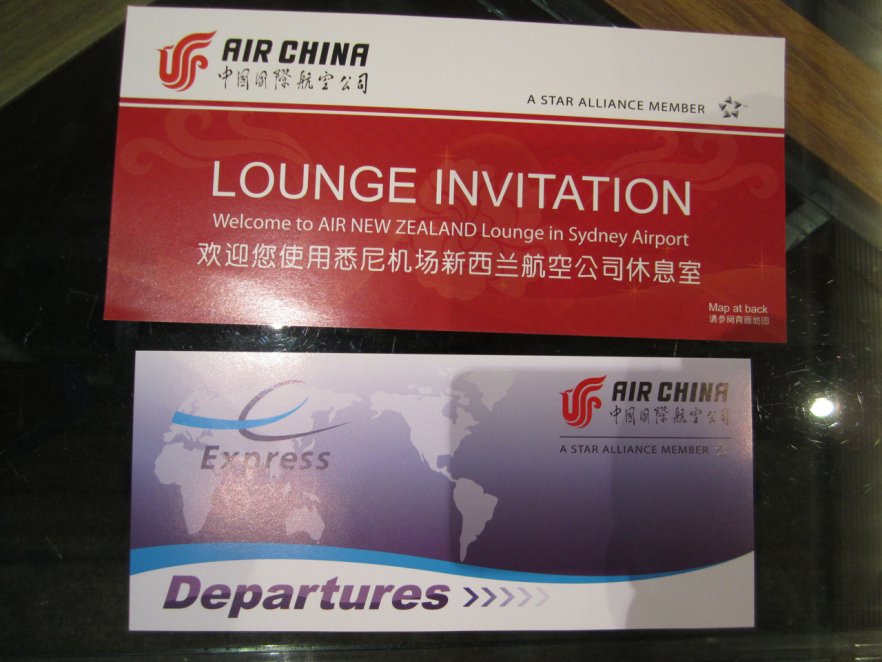 AIR CHINA
中国国際航空公司
A STAR ALLIANCE MEMBER
LOUNGE INVITATION
Welcome to AIR NEW ZEALAND Lounge in Sydney Airport
欢迎您使用悉尼机场新西兰航空公司休息室
Map at back
请参阅背面地图
Express
AIR CHINA
中国国際航空公司
A STAR ALLIANCE MEMBER
Departures